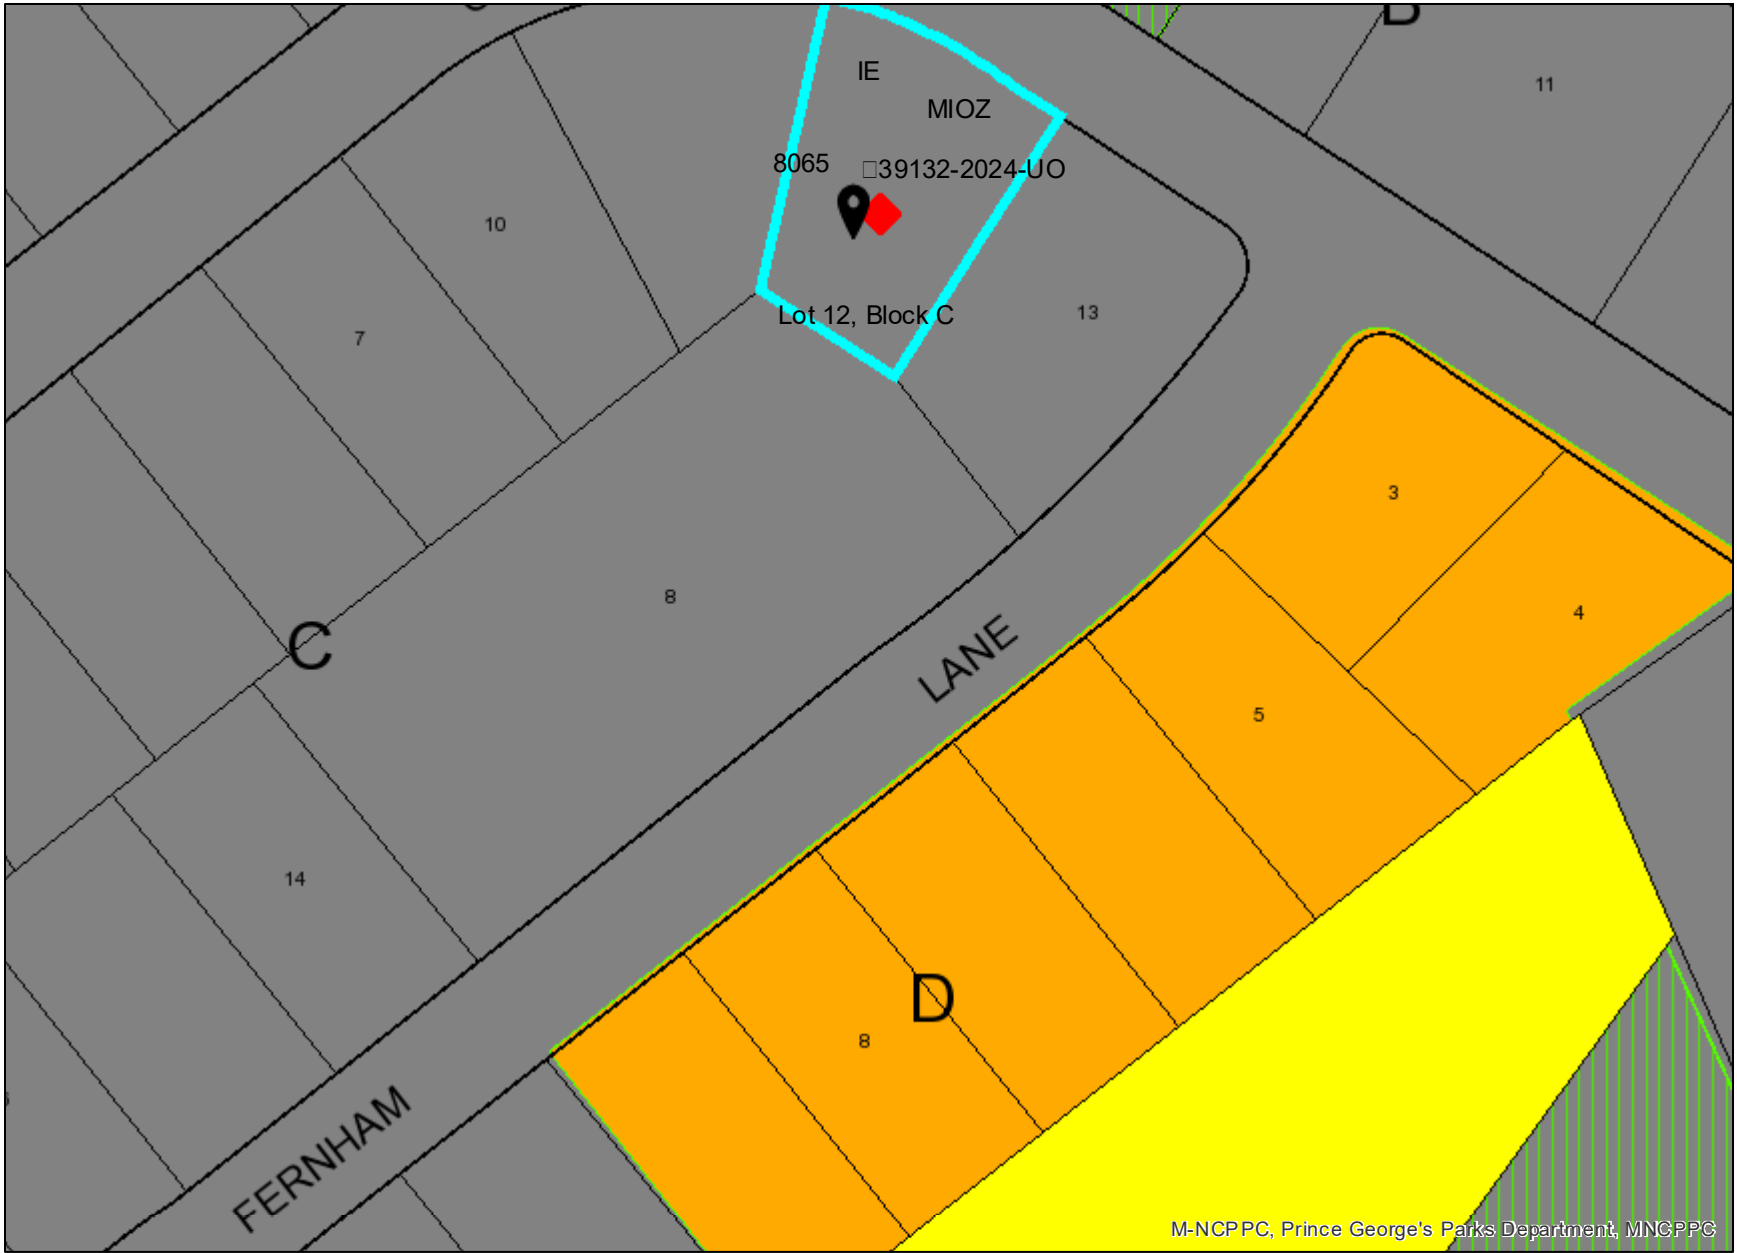 B
11
IE
MIOZ
8065
39132-2024-UO
10
13
Lot 12, Block C
7
3
8
4
C
LANE
5
14
D
8
FERNHAM
M-NCPPC, Prince George's Parks Department, MNCPPC